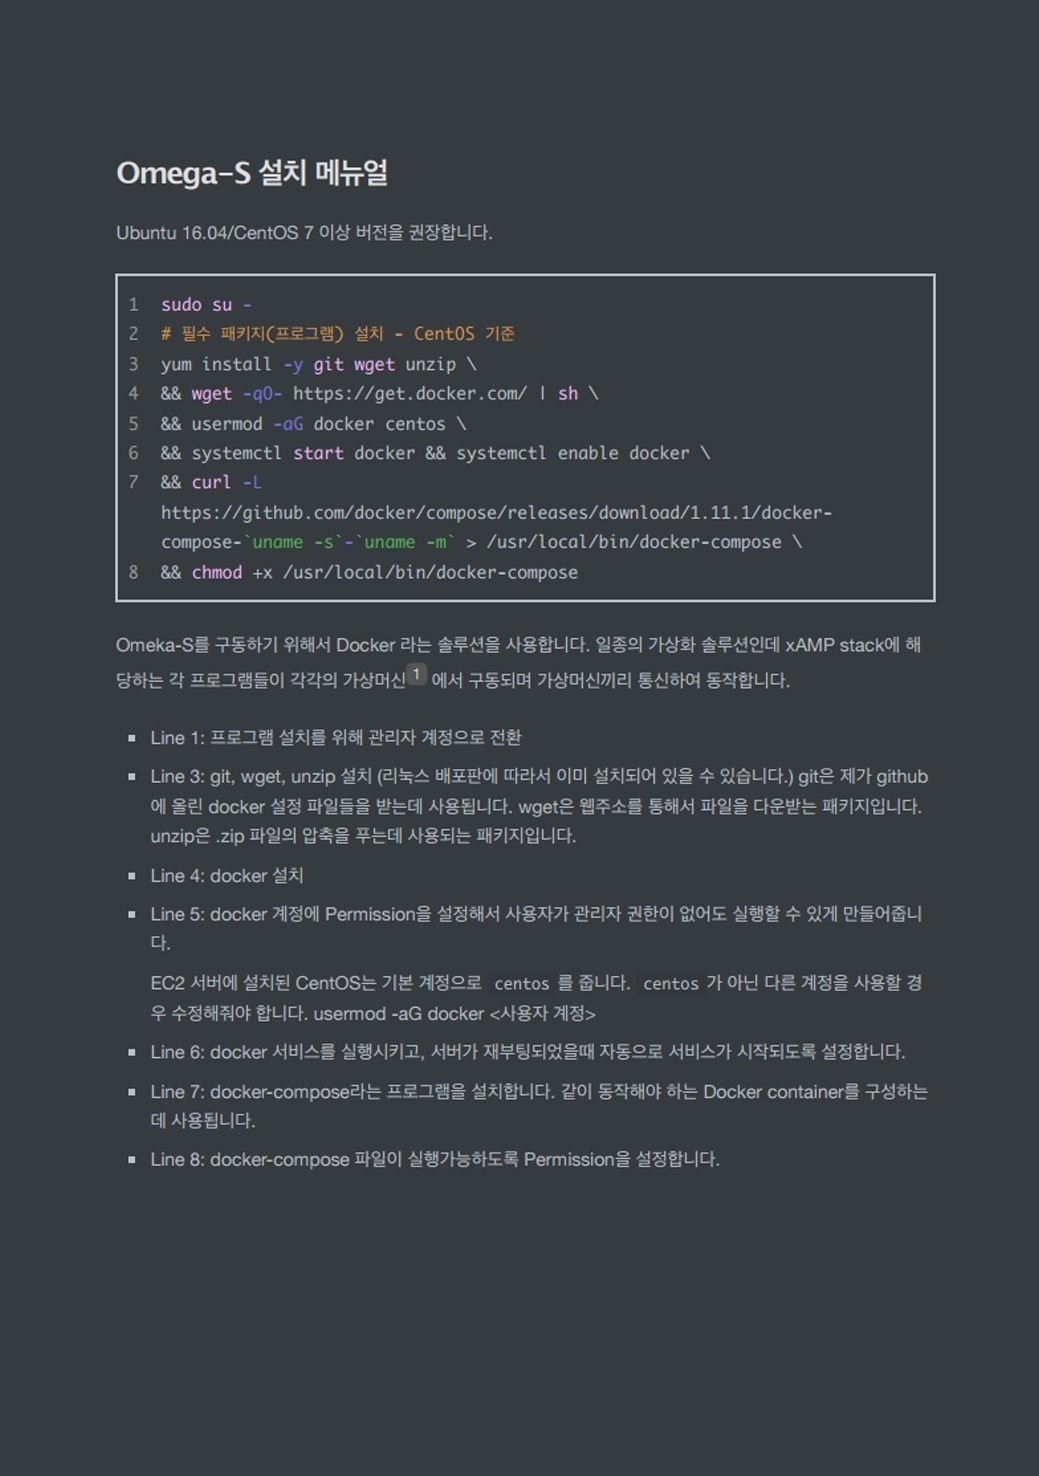 Omega-S 설치 메뉴얼
Ubuntu 16.04/CentOS 7 이상 버전을 권장합니다.
1 sudo su -
2 # 필수 패키지(프로그램) 설치 - CentOS 기준
3 yum install -y git wget unzip \
4 && wget -qO- https://get.docker.com/ | sh \
5 && usermod -aG docker centos \
6 && systemctl start docker && systemctl enable docker \
7 && curl -L
https://github.com/docker/compose/releases/download/1.11.1/docker-
compose-`uname -s`-`uname -m` > /usr/local/bin/docker-compose \
8 && chmod +x /usr/local/bin/docker-compose
Omeka-S를 구동하기 위해서 Docker 라는 솔루션을 사용합니다. 일종의 가상화 솔루션인데 xAMP stack에 해
당하는 각 프로그램들이 각각의 가상머신1 에서 구동되며 가상머신끼리 통신하여 동작합니다.
▪ Line 1: 프로그램 설치를 위해 관리자 계정으로 전환
▪ Line 3: git, wget, unzip 설치 (리눅스 배포판에 따라서 이미 설치되어 있을 수 있습니다.) git은 제가 github
에 올린 docker 설정 파일들을 받는데 사용됩니다. wget은 웹주소를 통해서 파일을 다운받는 패키지입니다.
unzip은 .zip 파일의 압축을 푸는데 사용되는 패키지입니다.
▪ Line 4: docker 설치
▪ Line 5: docker 계정에 Permission을 설정해서 사용자가 관리자 권한이 없어도 실행할 수 있게 만들어줍니
다.
EC2 서버에 설치된 CentOS는 기본 계정으로 centos 를 줍니다. centos 가 아닌 다른 계정을 사용할 경
우 수정해줘야 합니다. usermod -aG docker <사용자 계정>
▪ Line 6: docker 서비스를 실행시키고, 서버가 재부팅되었을때 자동으로 서비스가 시작되도록 설정합니다.
▪ Line 7: docker-compose라는 프로그램을 설치합니다. 같이 동작해야 하는 Docker container를 구성하는
데 사용됩니다.
▪ Line 8: docker-compose 파일이 실행가능하도록 Permission을 설정합니다.